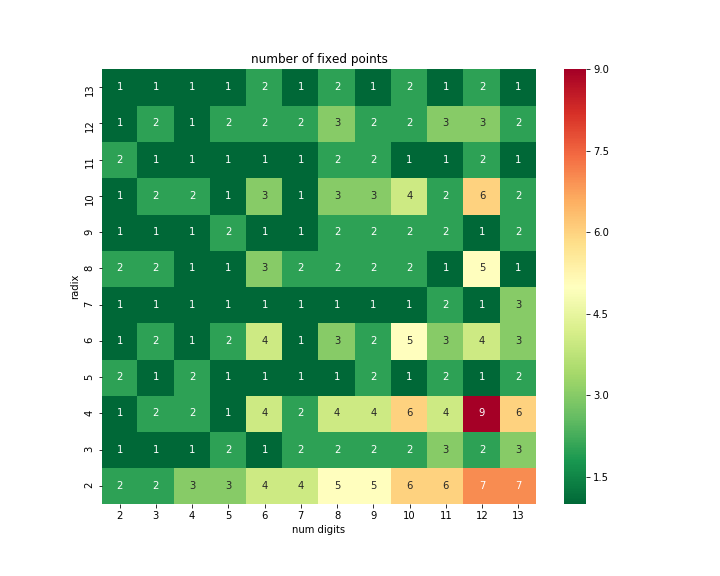 number of fixed points
13 1 1 1 1 2 1 2 1 2 1 2 1
12 1 2 1 2 2 2 3 2 2 3 3 2
11 2 1 1 1 1 1 2 2 1 1 2 1
10 1 2 2 1 3 1 3 3 4 2 6 2
9 1 1 1 2 1 1 2 2 2 2 1 2
8 2 2 1 1 3 2 2 2 2 1 5 1
7 1 1 1 1 1 1 1 1 1 2 1 3
6 1 2 1 2 4 1 3 2 5 3 4 3
5 2 1 2 1 1 1 1 2 1 2 1 2
4 1 2 2 1 4 2 4 4 6 4 9 6
3 1 1 1 2 1 2 2 2 2 3 2 3
2 2 2 3 3 4 4 5 5 6 6 7 7
2 3 4 5 6 7 8 9 10 11 12 13
num digits
radix
9.0
7.5
6.0
4.5
3.0
1.5